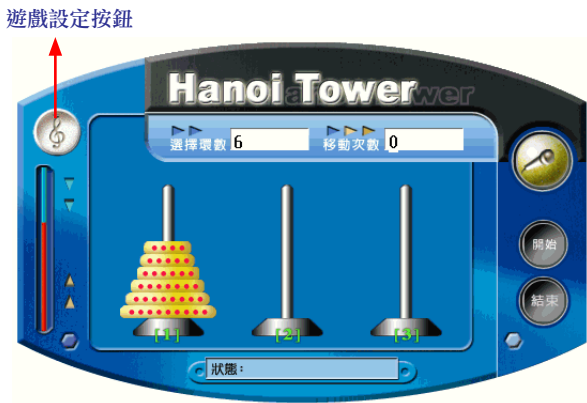 遊戲設定按鈕
Hanoi Tower
選擇環數 6
移動次數 0
開始
結束
[1] [2] [3]
狀態：